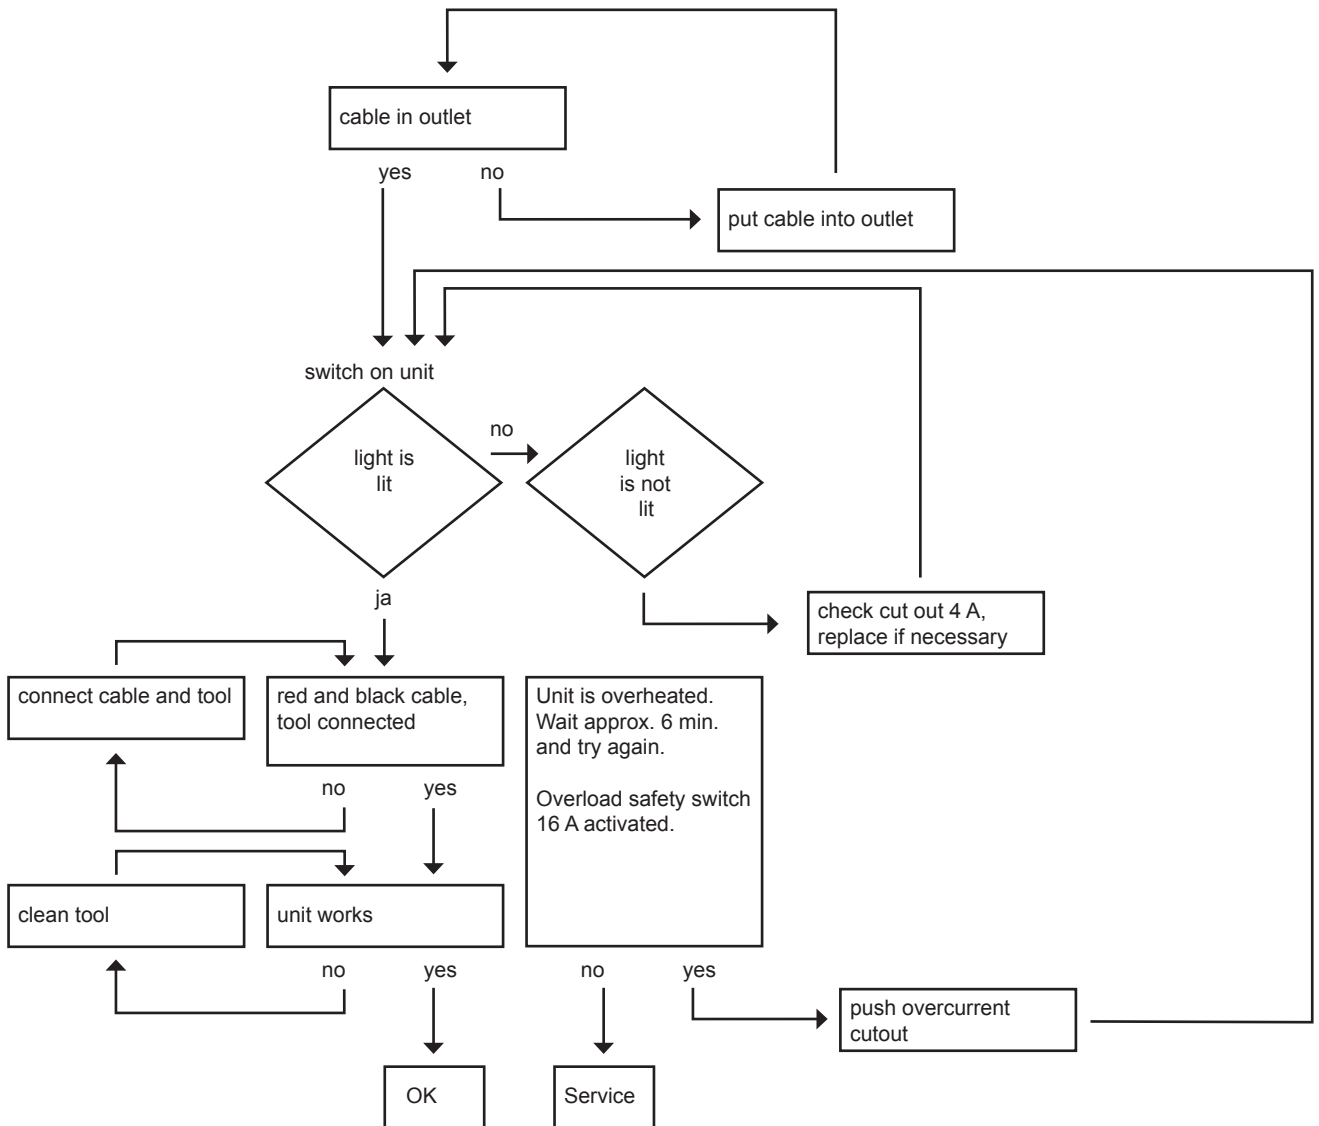 cable in outlet
yes
no
put cable into outlet
switch on unit
light is
lit
no
light
is not
lit
ja
check cut out 4 A,
replace if necessary
connect cable and tool
red and black cable,
tool connected
no
yes
Unit is overheated.
Wait approx. 6 min.
and try again.
Overload safety switch
16 A activated.
clean tool
unit works
no
yes
no
yes
push overcurrent
cutout
OK
Service